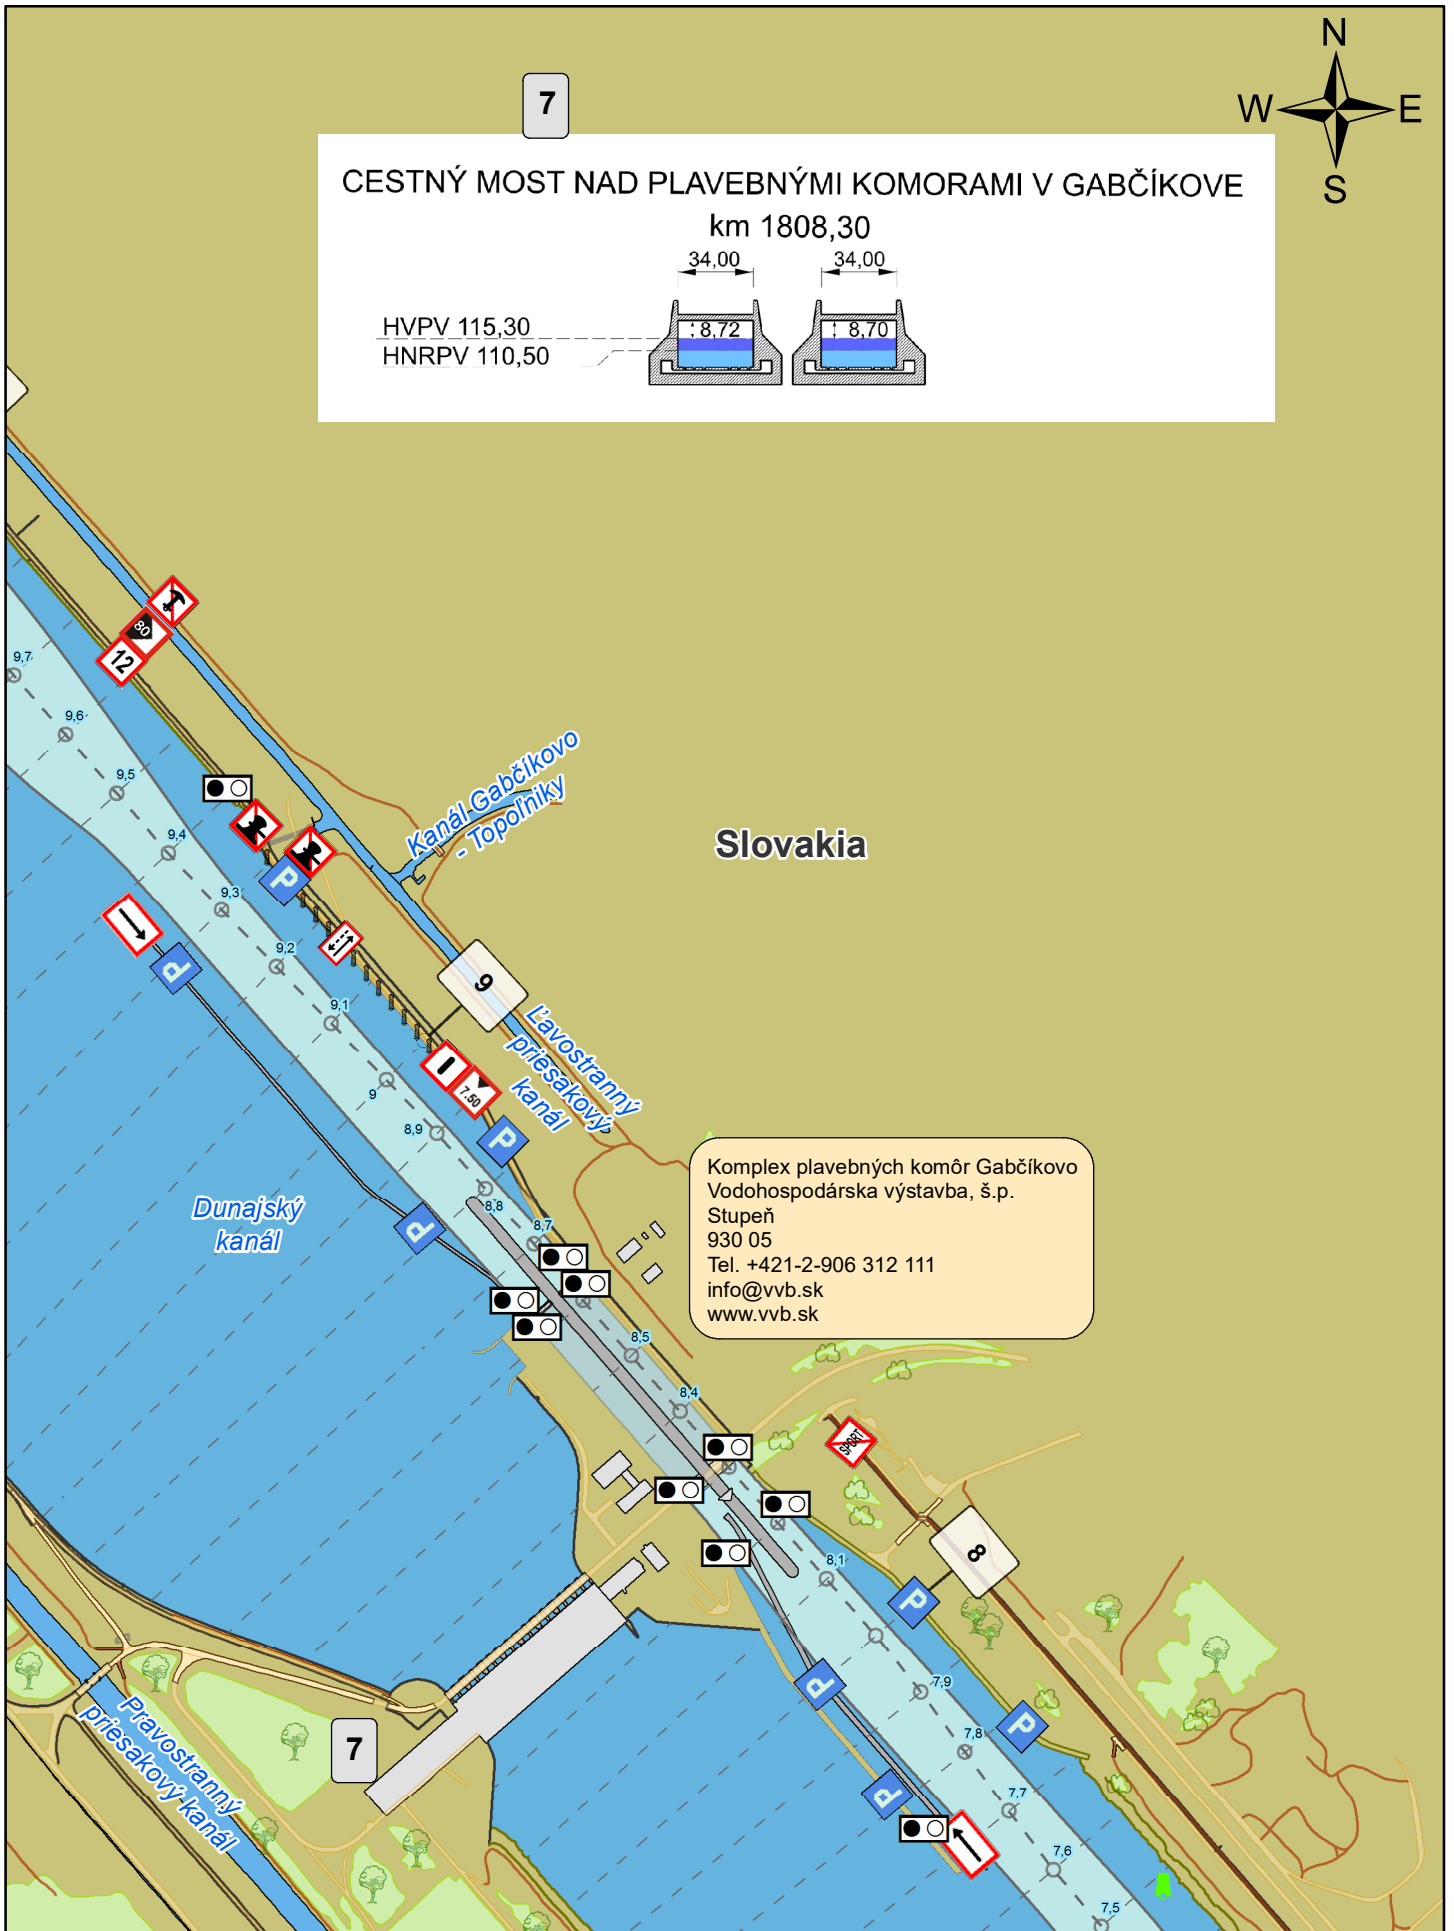 N
W E
S
7
CESTNÝ MOST NAD PLAVEBNÝMI KOMORAMI V GABČÍKOVE
km 1808,30
34,00 34,00
HVPV 115,30
8,72 8,70
HNRPV 110,50
80
12
9,7
9,6
9,5
9,4
9,3
9,2
9,1
9
8,9
8,8
8,7
8,5
8,4
8,1
7,9
7,8
7,7
7,6
7,5
Kanál Gabčíkovo
- Topoľníky
Slovakia
P
P
9
Ľavostranný
priesakový
kanál
7.50
P
P
Dunajský
kanál
Komplex plavebných komôr Gabčíkovo
Vodohospodárska výstavba, š.p.
Stupeň
930 05
Tel. +421-2-906 312 111
info@vvb.sk
www.vvb.sk
SPORT
8
P
P
P
P
7
Pravostranný
priesakový kanál